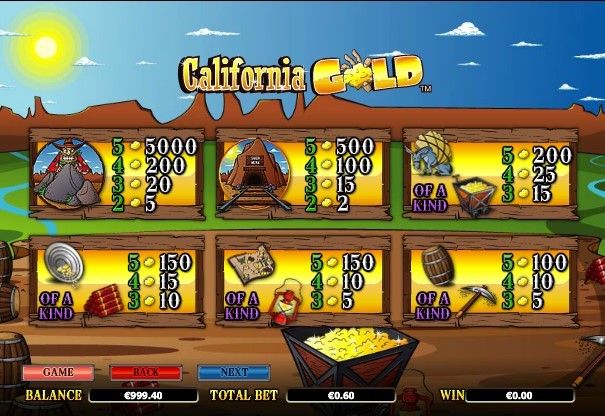 California GOLD TM
5 5000
4 200
3 20
2 5
5 500
4 100
3 15
2 2
5 200
4 25
3 15
OF A KIND
5 150
4 15
3 10
OF A KIND
5 150
4 10
3 5
OF A KIND
5 100
4 10
3 5
OF A KIND
GAME BACK NEXT
BALANCE €999.40 TOTAL BET €0.60 WIN €0.00